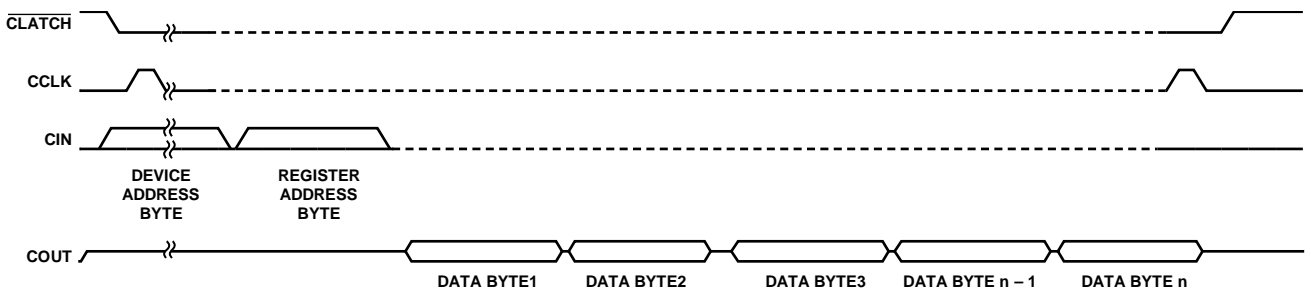 CLATCH
CCLK
CIN
DEVICE
ADDRESS
BYTE
REGISTER
ADDRESS
BYTE
COUT
DATA BYTE1
DATA BYTE2
DATA BYTE3
DATA BYTE n – 1
DATA BYTE n